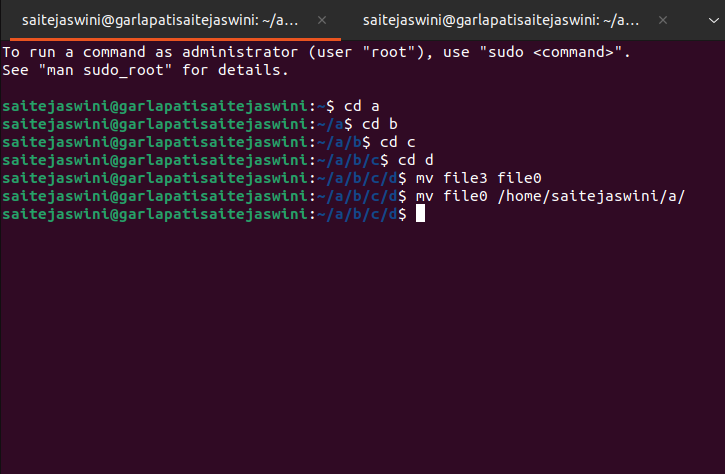 saitejaswini@garlapatisaitejaswini: ~/a... × saitejaswini@garlapatisaitejaswini: ~/a... ×
To run a command as administrator (user "root"), use "sudo <command>".
See "man sudo_root" for details.
saitejaswini@garlapatisaitejaswini:~$ cd a
saitejaswini@garlapatisaitejaswini:~/a$ cd b
saitejaswini@garlapatisaitejaswini:~/a/b$ cd c
saitejaswini@garlapatisaitejaswini:~/a/b/c$ cd d
saitejaswini@garlapatisaitejaswini:~/a/b/c/d$ mv file3 file0
saitejaswini@garlapatisaitejaswini:~/a/b/c/d$ mv file0 /home/saitejaswini/a/
saitejaswini@garlapatisaitejaswini:~/a/b/c/d$